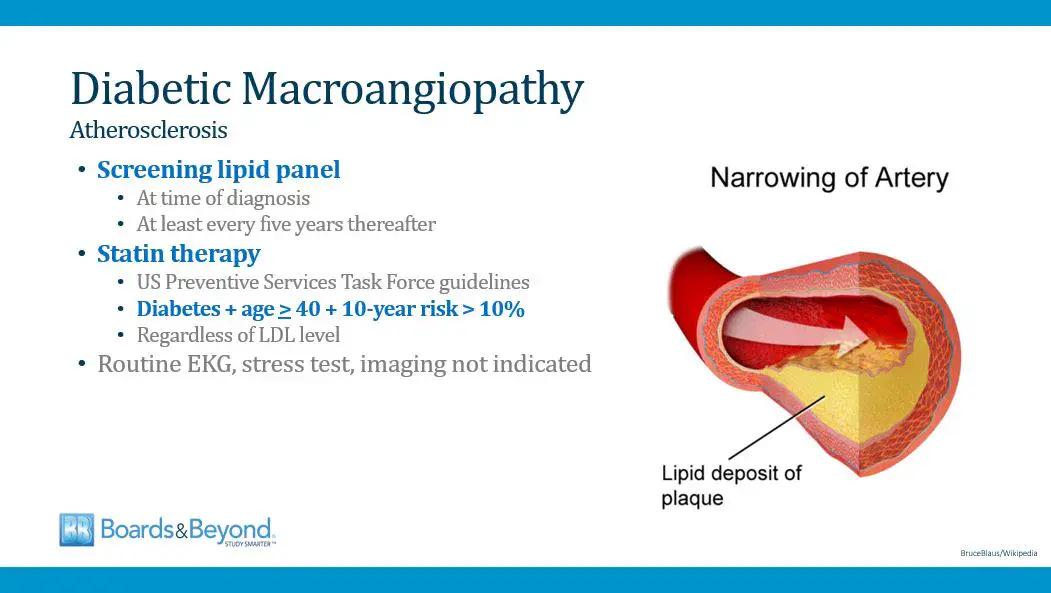 Diabetic Macroangiopathy
Atherosclerosis
• Screening lipid panel
• At time of diagnosis
• At least every five years thereafter
• Statin therapy
• US Preventive Services Task Force guidelines
• Diabetes + age ≥ 40 + 10-year risk > 10%
• Regardless of LDL level
• Routine EKG, stress test, imaging not indicated
Narrowing of Artery
Lipid deposit of
plaque
BB Boards&Beyond.
STUDY SMARTER™
BruceBlaus/Wikipedia